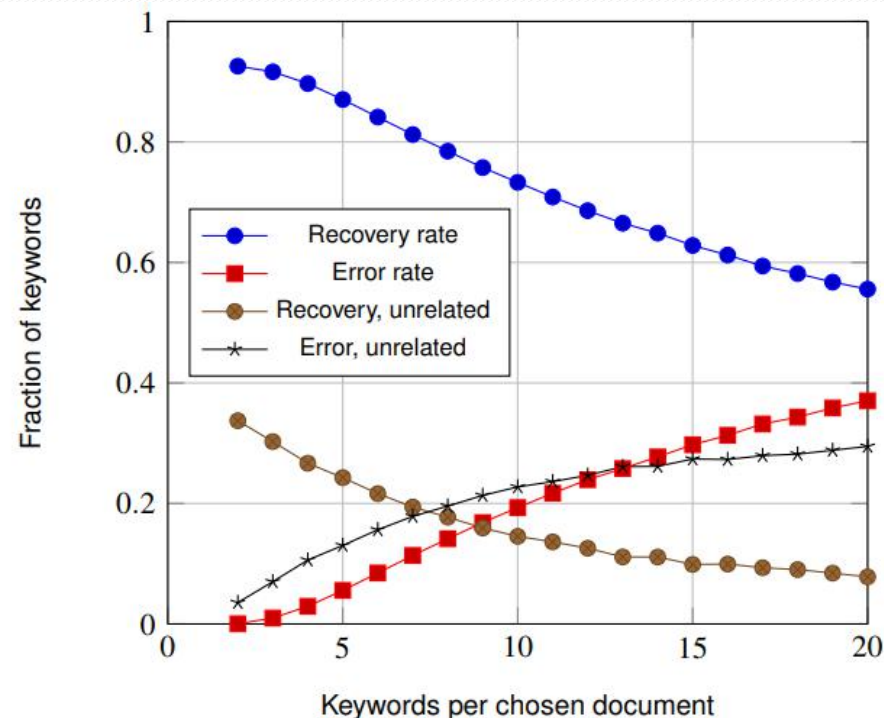 1
0.8
0.6
0.4
0.2
0
Fraction of keywords
Recovery rate
Error rate
Recovery, unrelated
Error, unrelated
0 5 10 15 20
Keywords per chosen document